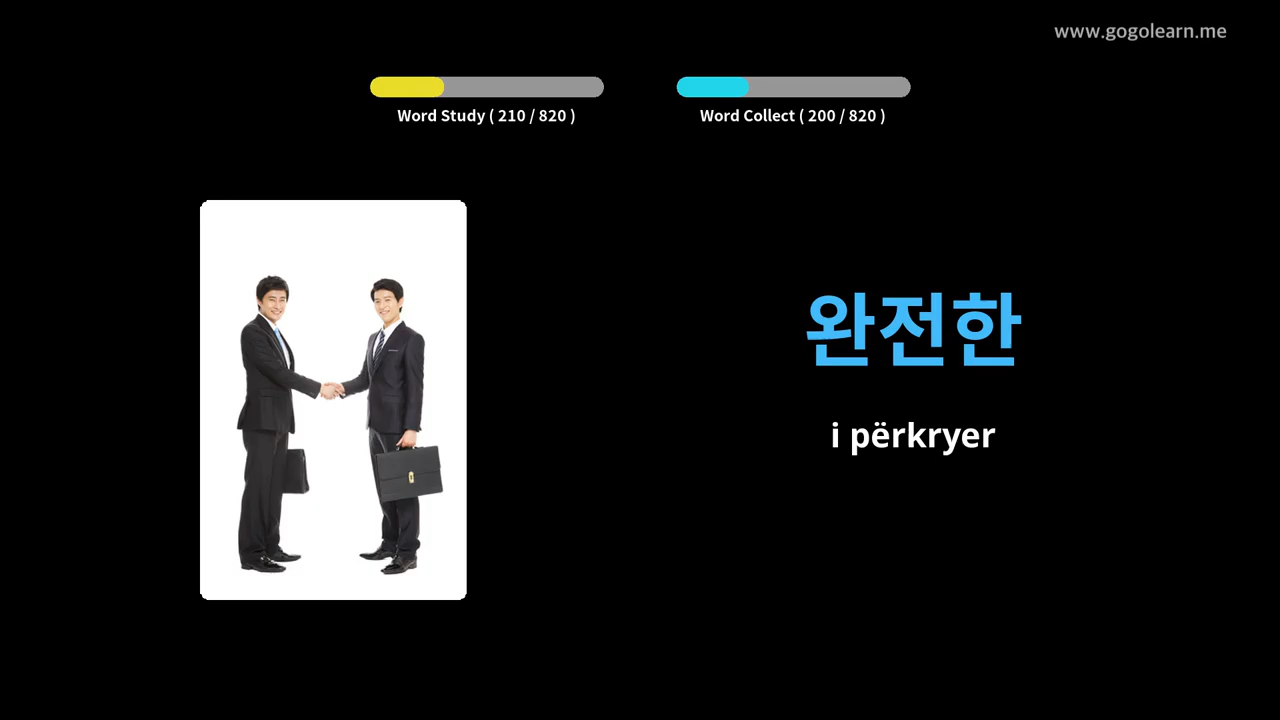 www.gogolearn.me
Word Study ( 210 / 820 )
Word Collect ( 200 / 820 )
완전한
i përkryer